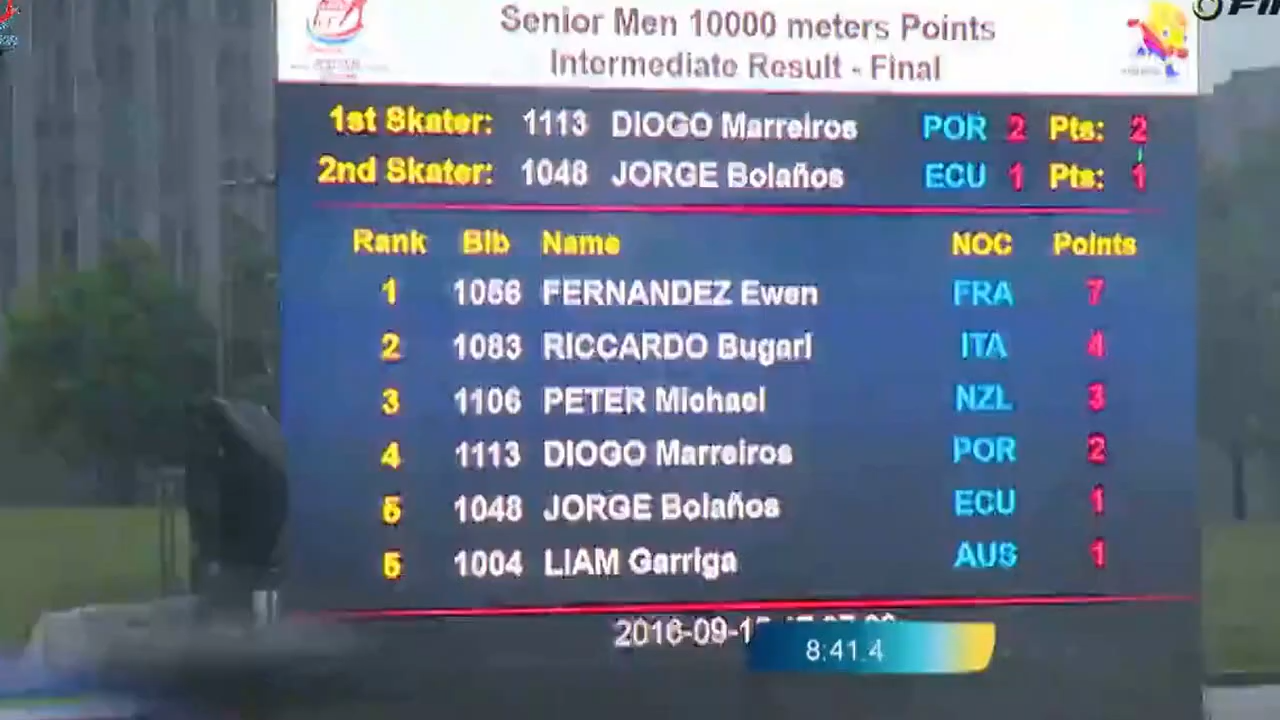 Senior Men 10000 meters Points
Intermediate Result - Final
1st Skater: 1113 DIOGO Marreiros POR 2 Pts: 2
2nd Skater: 1048 JORGE Bolaños ECU 1 Pts: 1
Rank Bib Name NOC Points
1 1056 FERNANDEZ Ewen FRA 7
2 1083 RICCARDO Bugari ITA 4
3 1106 PETER Michael NZL 3
4 1113 DIOGO Marreiros POR 2
5 1048 JORGE Bolaños ECU 1
5 1004 LIAM Garriga AUS 1
2016-09-1
8:41.4